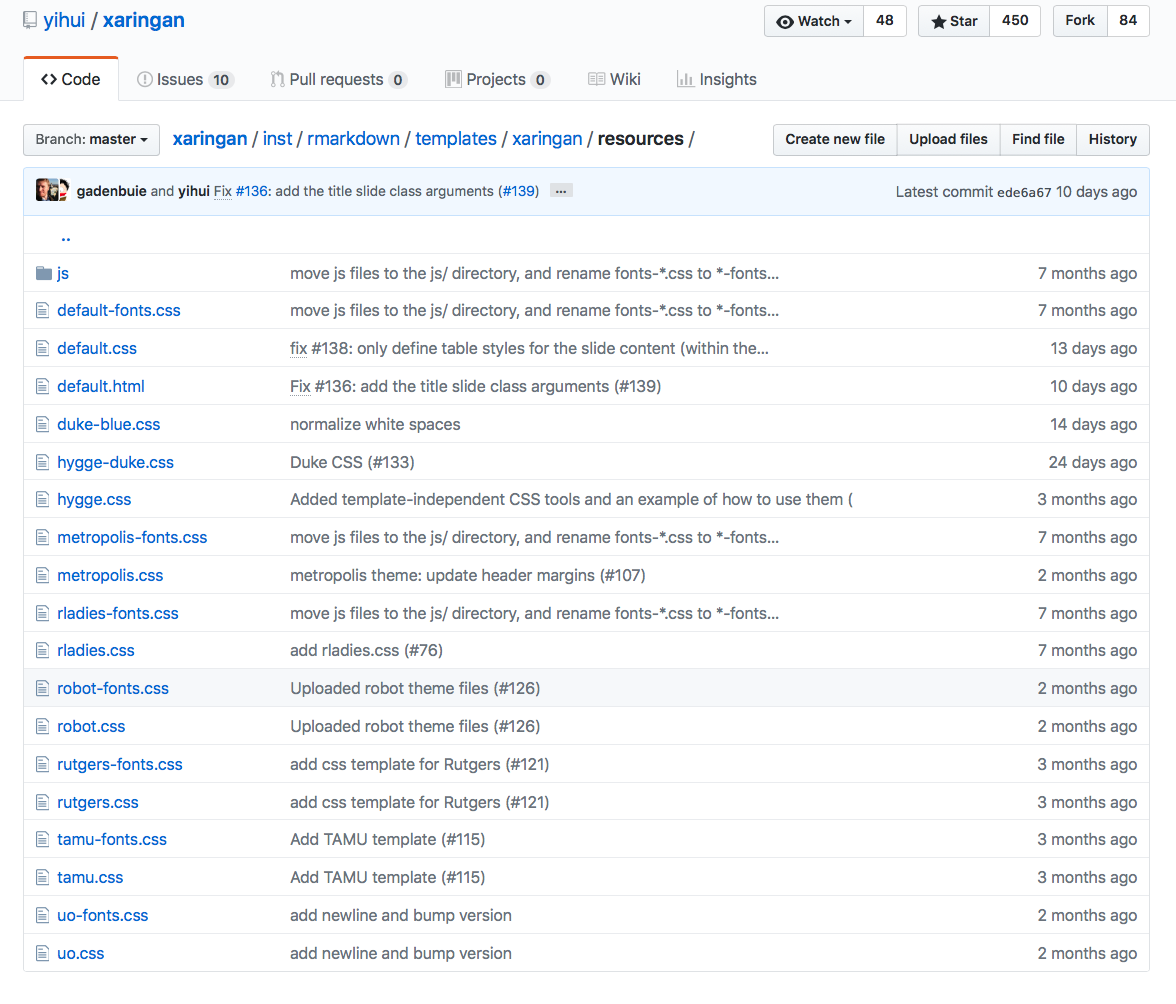 yihui / xaringan Watch 48 Star 450 Fork 84
Code Issues 10 Pull requests 0 Projects 0 Wiki Insights
Branch: master xaringan / inst / rmarkdown / templates / xaringan / resources / Create new file Upload files Find file History
gadenbuie and yihui Fix #136: add the title slide class arguments (#139) ... Latest commit ede6a67 10 days ago
..
js move js files to the js/ directory, and rename fonts-*.css to *-fonts... 7 months ago
default-fonts.css move js files to the js/ directory, and rename fonts-*.css to *-fonts... 7 months ago
default.css fix #138: only define table styles for the slide content (within the... 13 days ago
default.html Fix #136: add the title slide class arguments (#139) 10 days ago
duke-blue.css normalize white spaces 14 days ago
hygge-duke.css Duke CSS (#133) 24 days ago
hygge.css Added template-independent CSS tools and an example of how to use them ( 3 months ago
metropolis-fonts.css move js files to the js/ directory, and rename fonts-*.css to *-fonts... 7 months ago
metropolis.css metropolis theme: update header margins (#107) 2 months ago
rladies-fonts.css move js files to the js/ directory, and rename fonts-*.css to *-fonts... 7 months ago
rladies.css add rladies.css (#76) 7 months ago
robot-fonts.css Uploaded robot theme files (#126) 2 months ago
robot.css Uploaded robot theme files (#126) 2 months ago
rutgers-fonts.css add css template for Rutgers (#121) 3 months ago
rutgers.css add css template for Rutgers (#121) 3 months ago
tamu-fonts.css Add TAMU template (#115) 3 months ago
tamu.css Add TAMU template (#115) 3 months ago
uo-fonts.css add newline and bump version 2 months ago
uo.css add newline and bump version 2 months ago